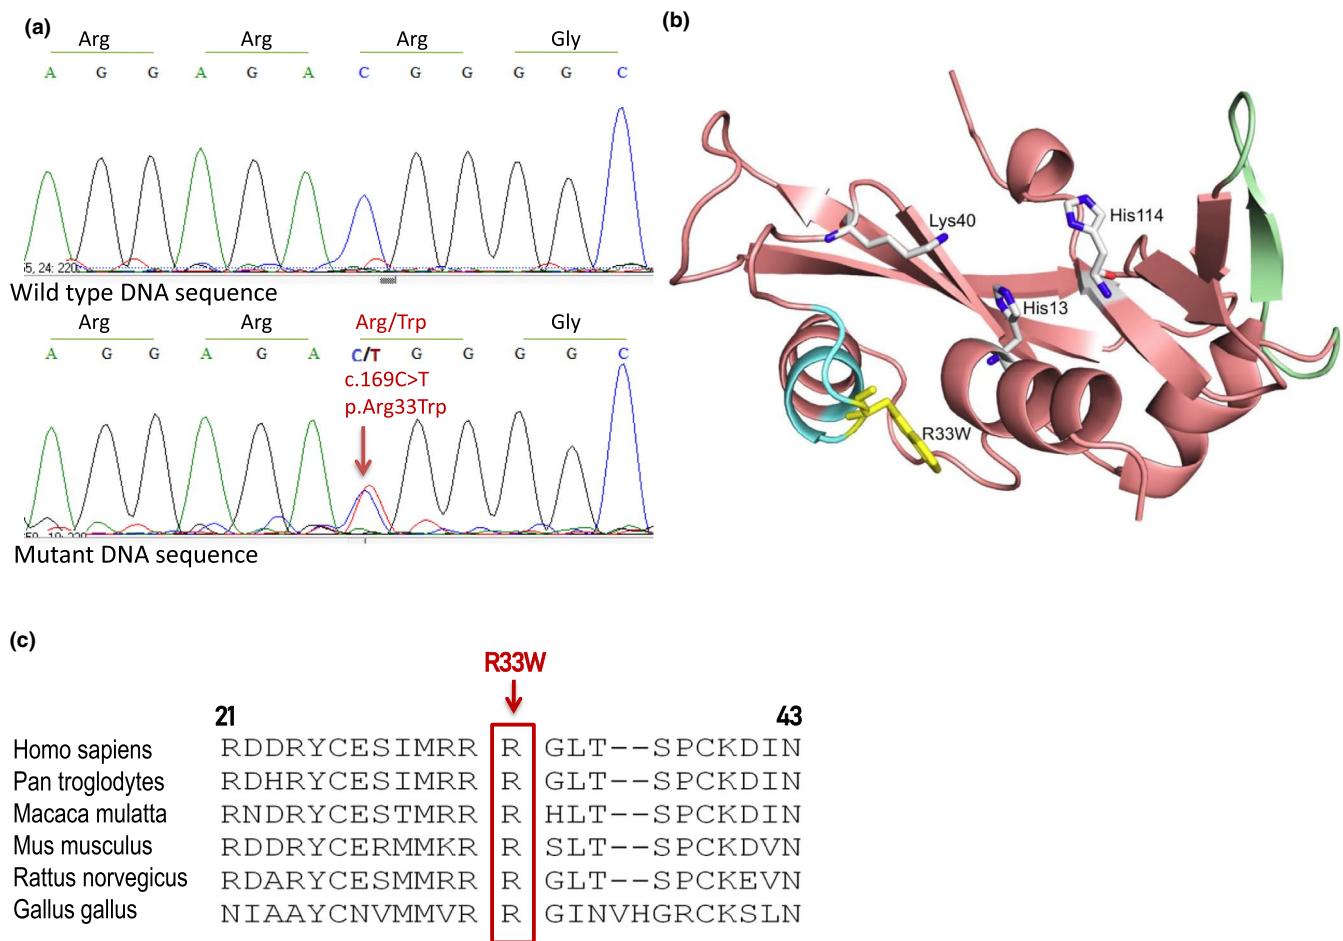 (a)
Arg Arg Arg Gly
A G G A G A C G G G G C
Wild type DNA sequence
Arg Arg Arg/Trp Gly
A G G A G A C/T G G G G C
c.169C>T
p.Arg33Trp
Mutant DNA sequence
(b)
Lys40
His114
His13
R33W
(c)
R33W
21 43
Homo sapiens RDDRYCESIMRR R GLT--SPCKDIN
Pan troglodytes RDHRYCESIMRR R GLT--SPCKDIN
Macaca mulatta RNDRYCESTMRR R HLT--SPCKDIN
Mus musculus RDDRYCERMMKR R SLT--SPCKDVN
Rattus norvegicus RDARYCESMMRR R GLT--SPCKEVN
Gallus gallus NIAAYCNVMMVR R GINVHGRCKSLN